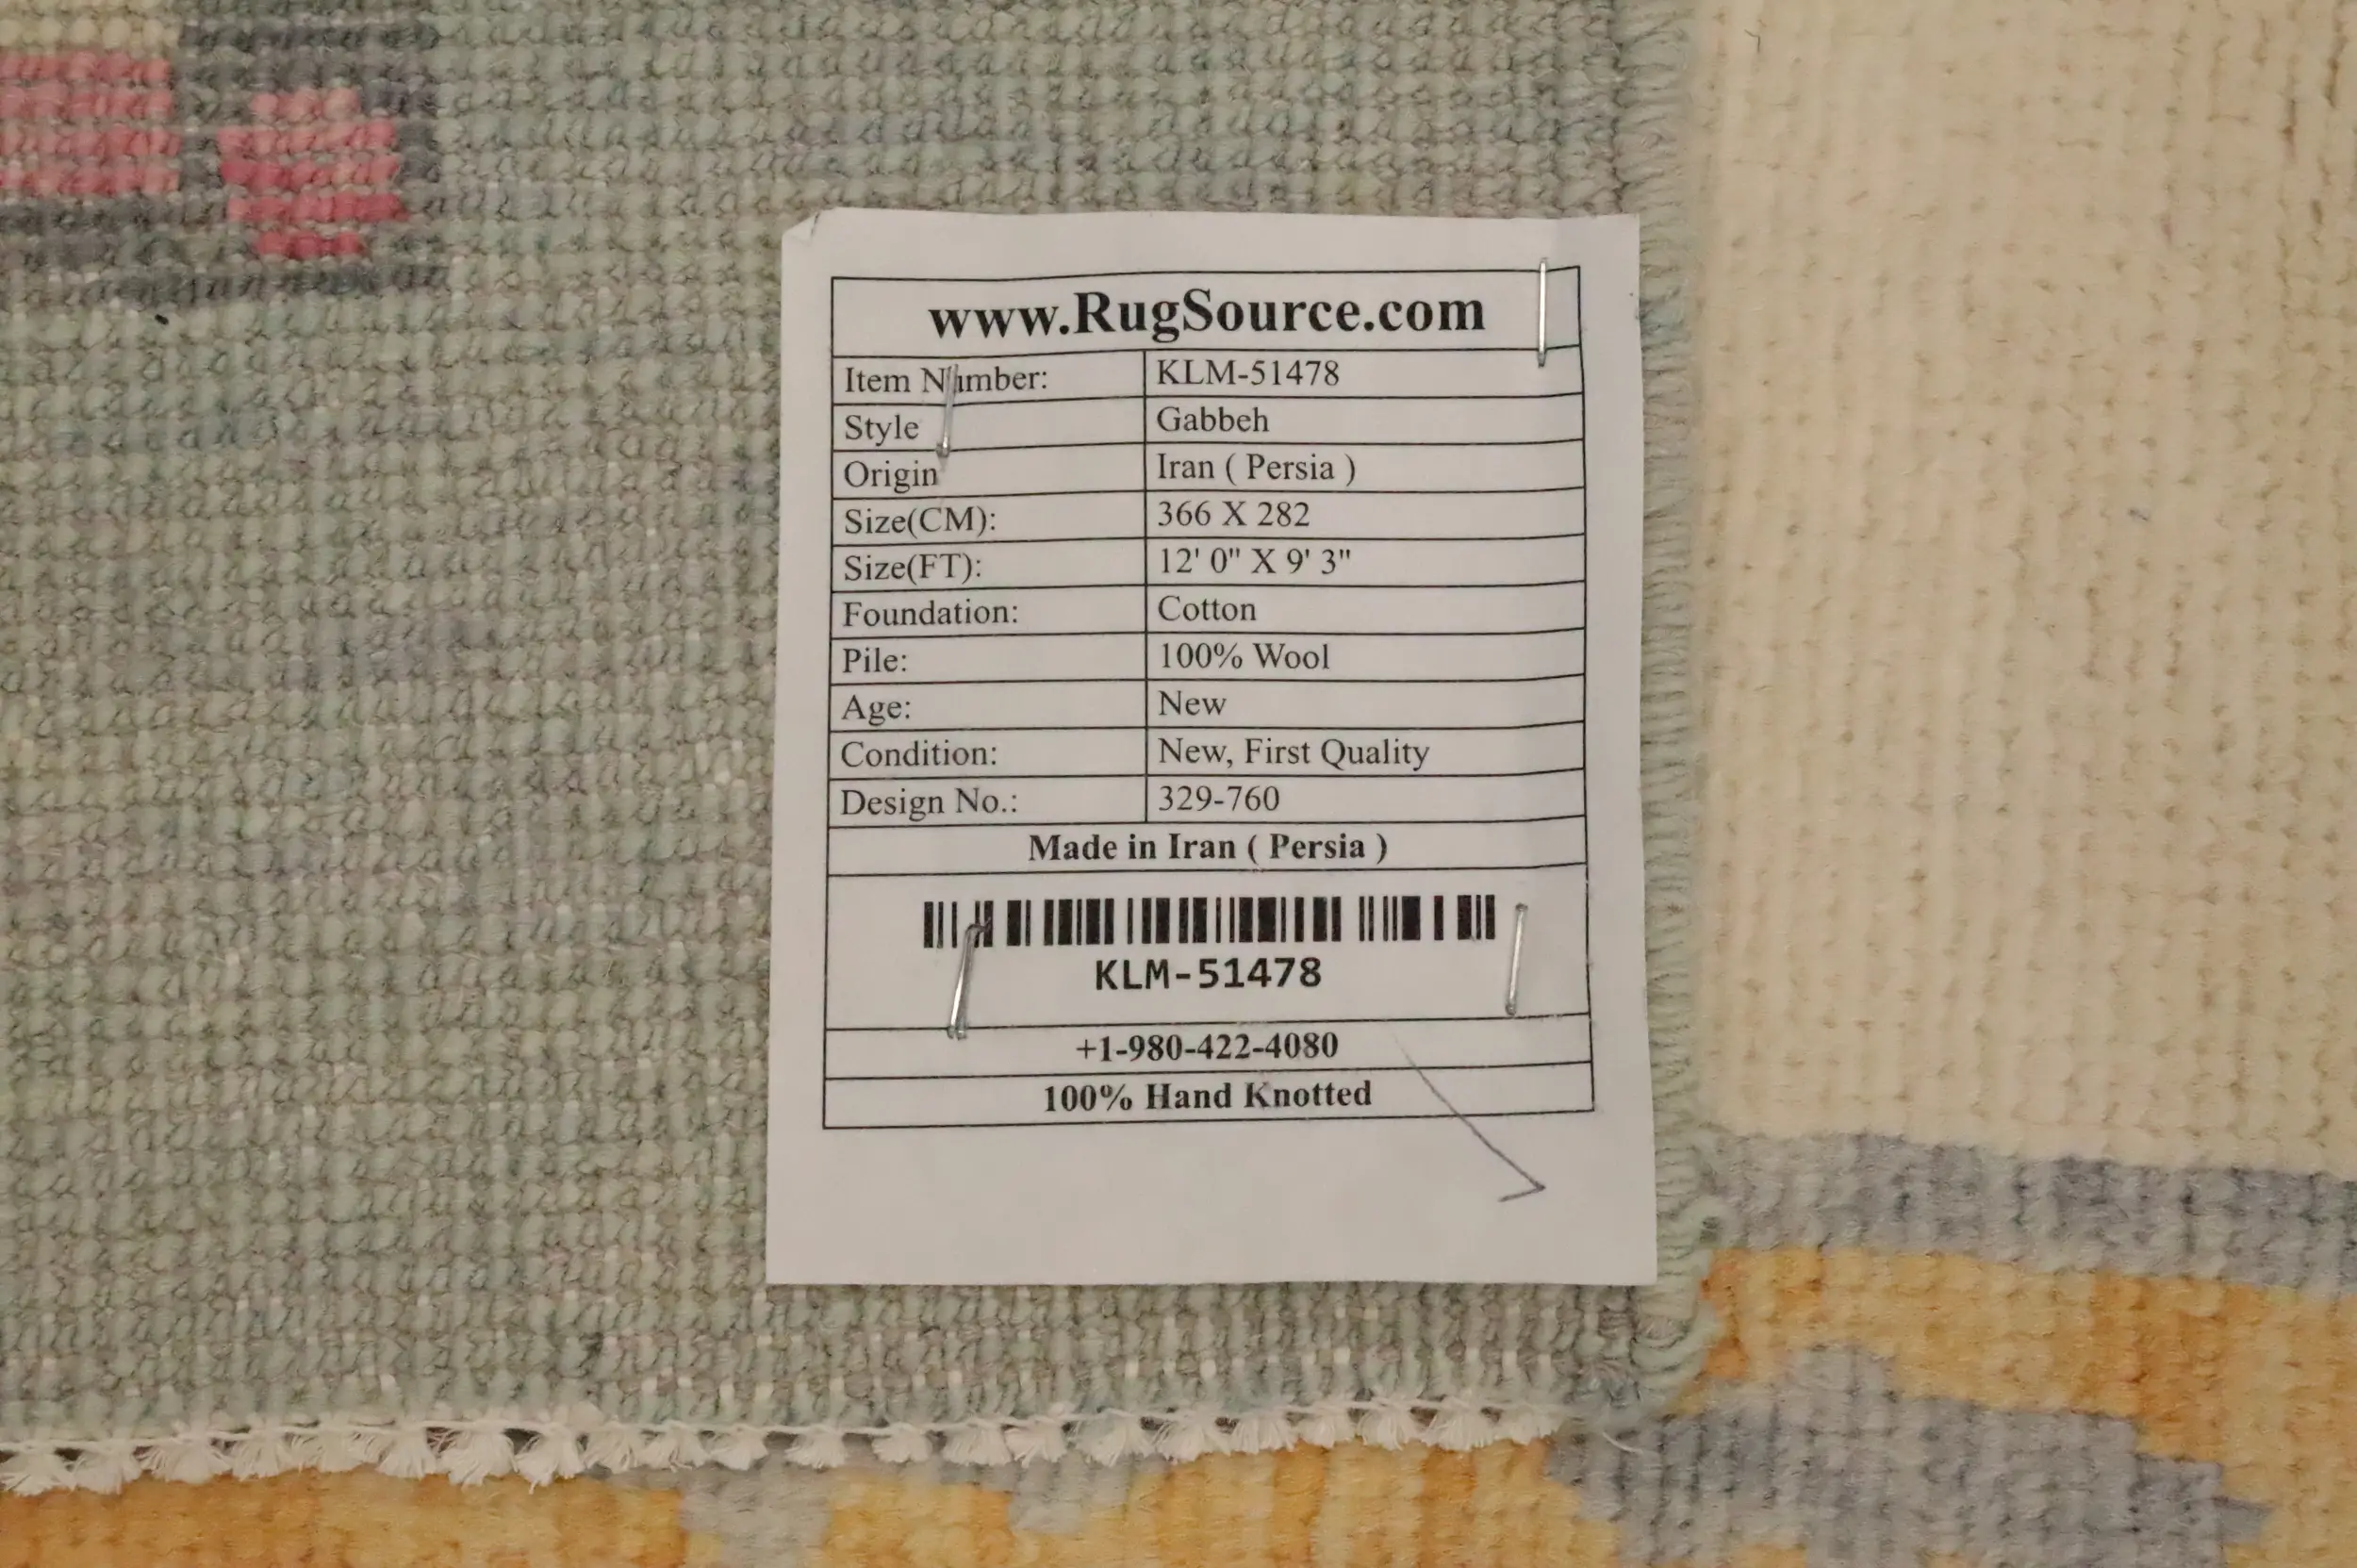 www.RugSource.com
Item Number: KLM-51478
Style Gabbeh
Origin Iran ( Persia )
Size(CM): 366 X 282
Size(FT): 12' 0" X 9' 3"
Foundation: Cotton
Pile: 100% Wool
Age: New
Condition: New, First Quality
Design No.: 329-760
Made in Iran ( Persia )
KLM-51478
+1-980-422-4080
100% Hand Knotted